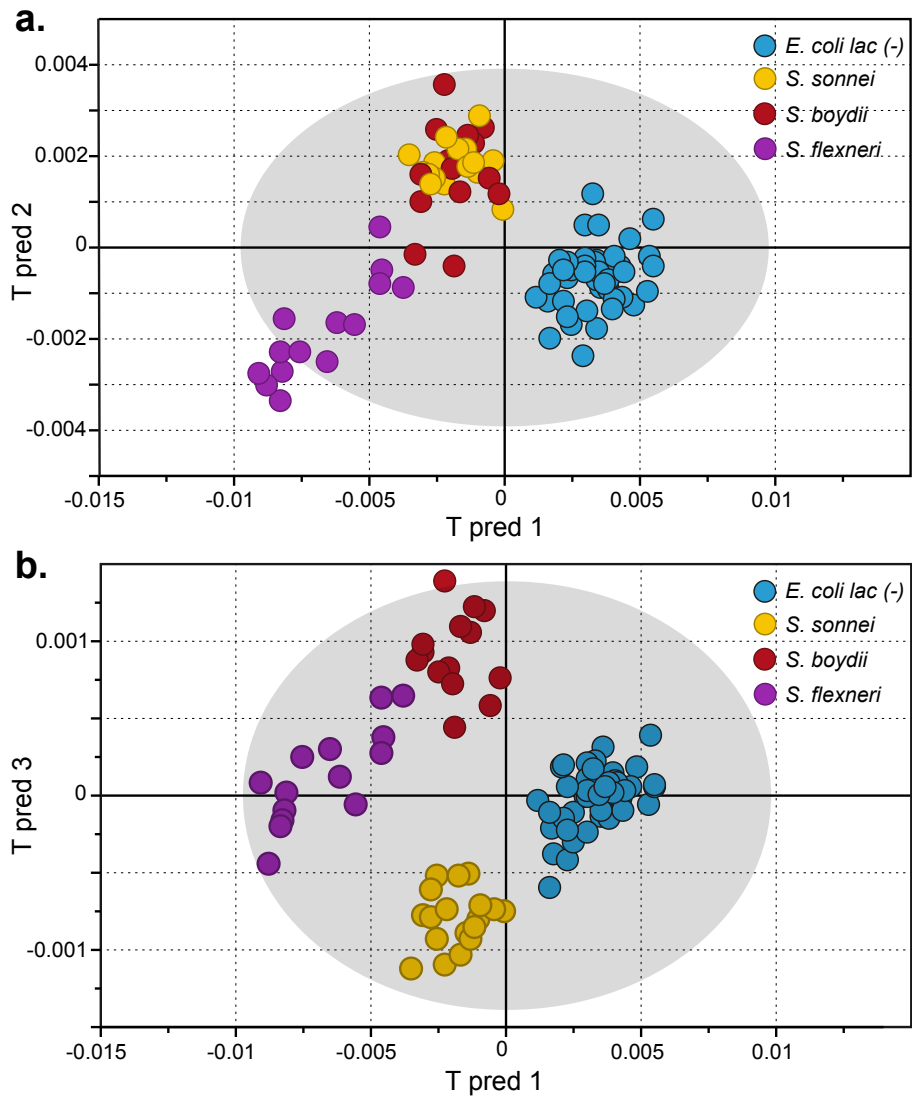 a.
E. coli lac (-)
S. sonnei
S. boydii
S. flexneri
0.004
0.002
0
-0.002
-0.004
T pred 2
-0.015
-0.01
-0.005
0
0.005
0.01
T pred 1
b.
E. coli lac (-)
S. sonnei
S. boydii
S. flexneri
0.001
0
-0.001
T pred 3
-0.015
-0.01
-0.005
0
0.005
0.01
T pred 1